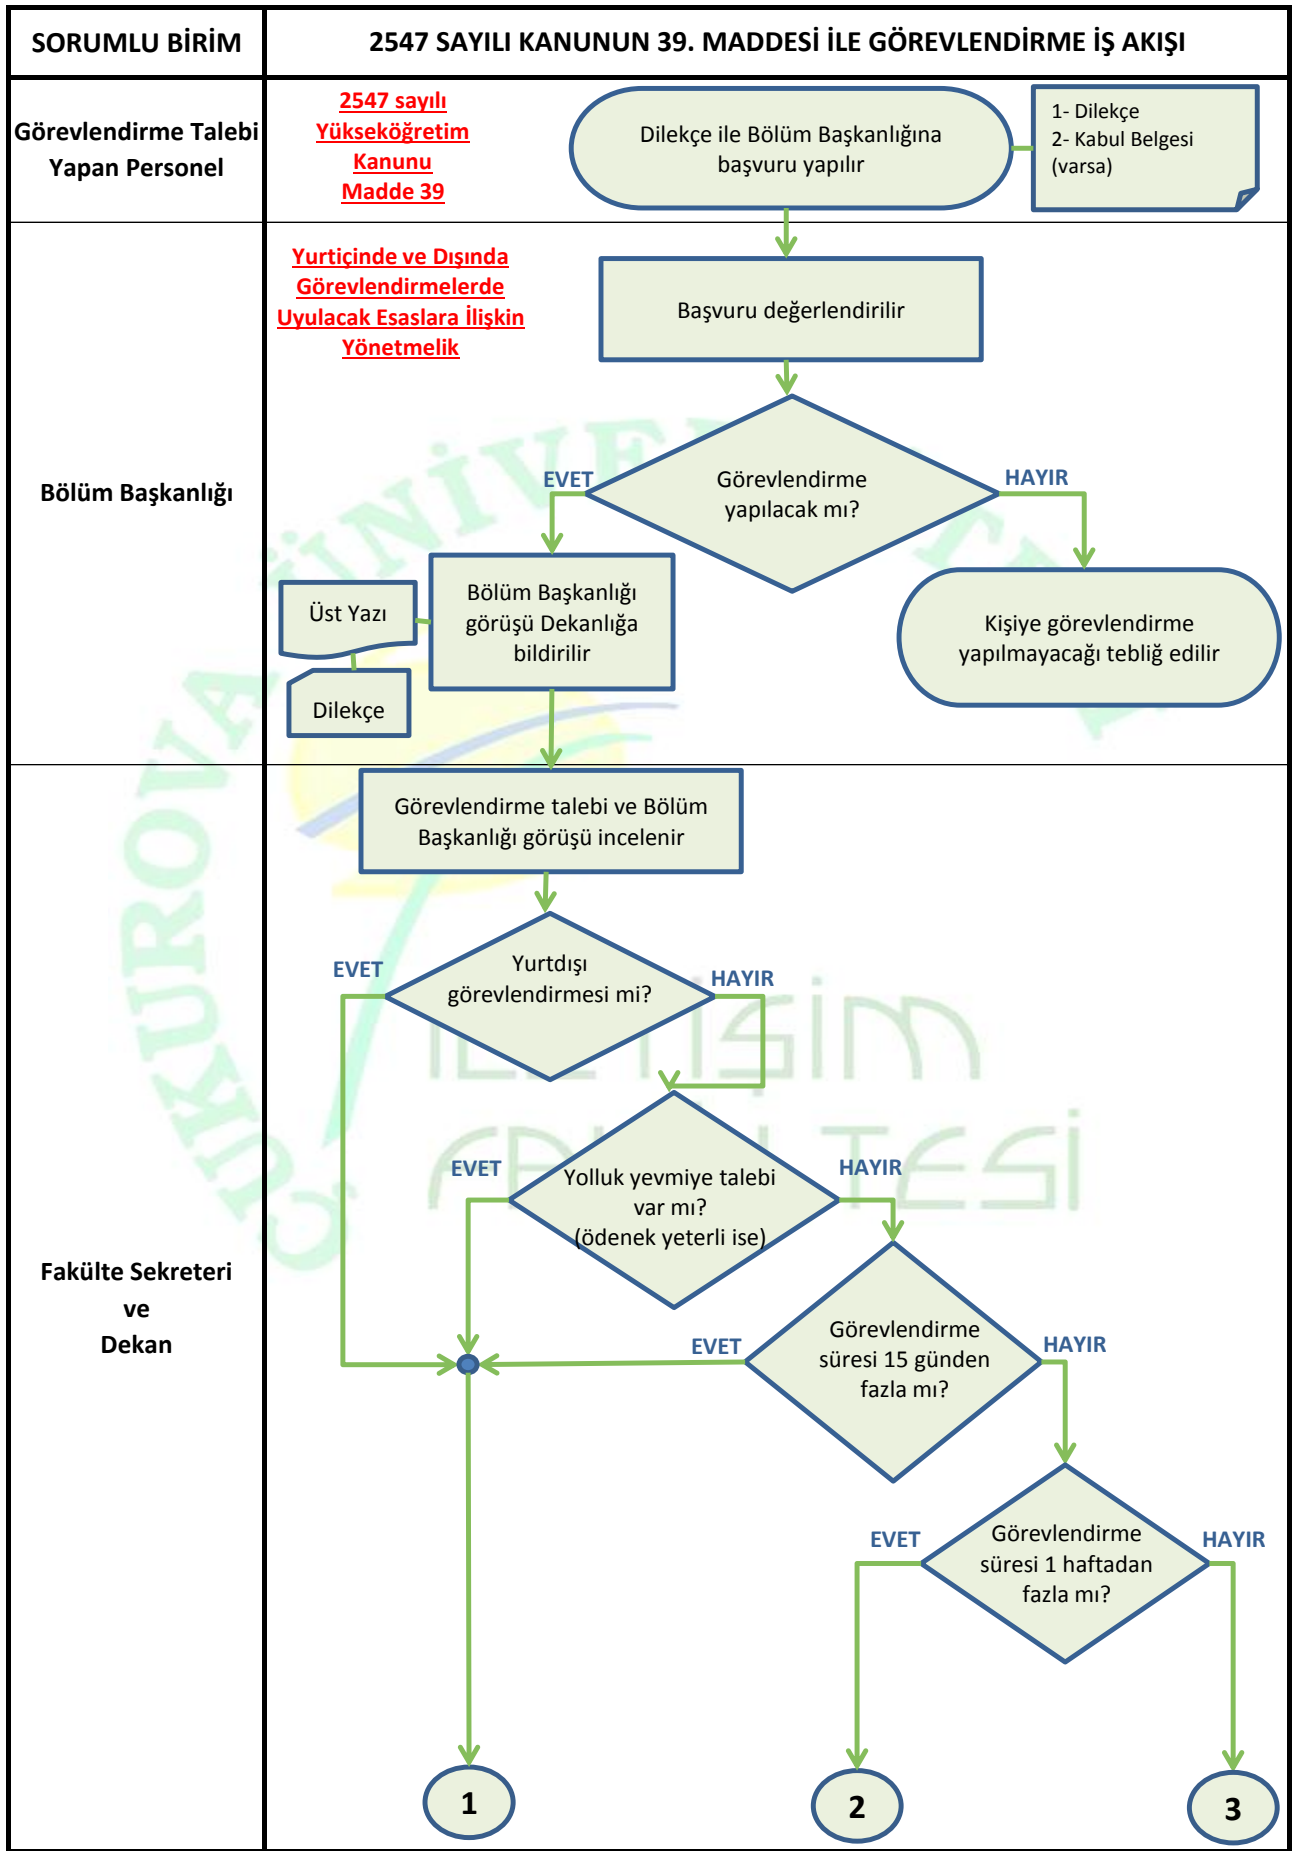 SORUMLU BİRİM
2547 SAYILI KANUNUN 39. MADDESİ İLE GÖREVLENDİRME İŞ AKIŞI
Görevlendirme Talebi
Yapan Personel
2547 sayılı
Yükseköğretim
Kanunu
Madde 39
Dilekçe ile Bölüm Başkanlığına
başvuru yapılır
1- Dilekçe
2- Kabul Belgesi
(varsa)
Bölüm Başkanlığı
Yurtiçinde ve Dışında
Görevlendirmelerde
Uyulacak Esaslara İlişkin
Yönetmelik
Başvuru değerlendirilir
Görevlendirme
yapılacak mı?
EVET
HAYIR
Bölüm Başkanlığı
görüşü Dekanlığa
bildirilir
Üst Yazı
Dilekçe
Kişiye görevlendirme
yapılmayacağı tebliğ edilir
Fakülte Sekreteri
ve
Dekan
Görevlendirme talebi ve Bölüm
Başkanlığı görüşü incelenir
Yurtdışı
görevlendirmesi mi?
EVET
HAYIR
Yolluk yevmiye talebi
var mı?
(ödenek yeterli ise)
EVET
HAYIR
Görevlendirme
süresi 15 günden
fazla mı?
EVET
HAYIR
Görevlendirme
süresi 1 haftadan
fazla mı?
EVET
HAYIR
1
2
3